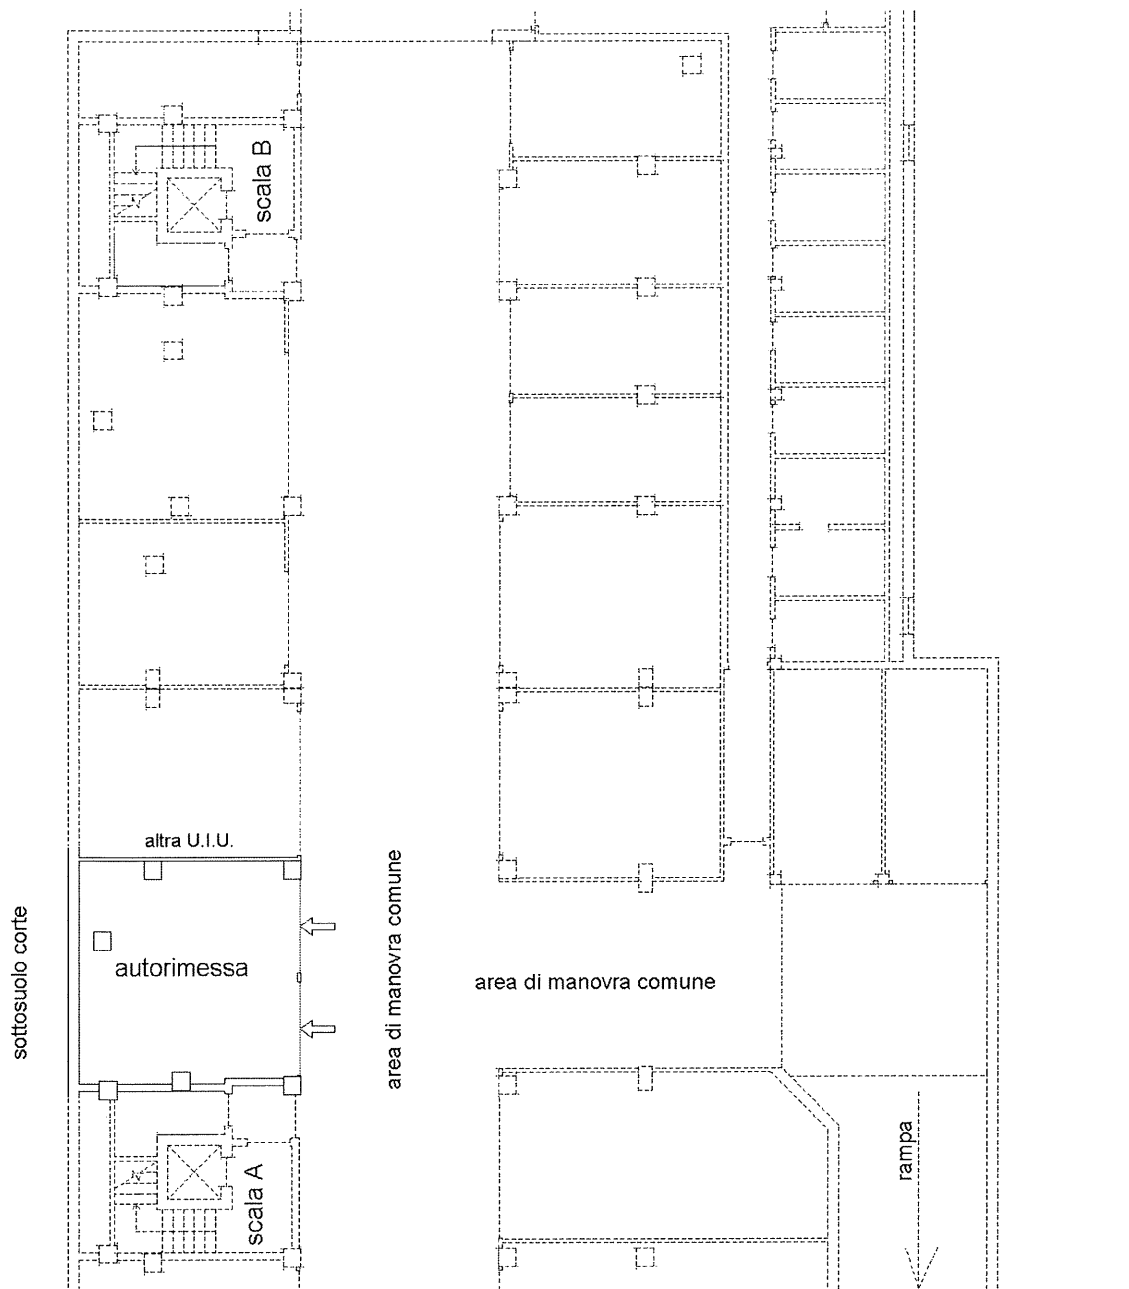 scala B
altra U.I.U.
sottosuolo corte
autorimessa
area di manovra comune
area di manovra comune
scala A
rampa